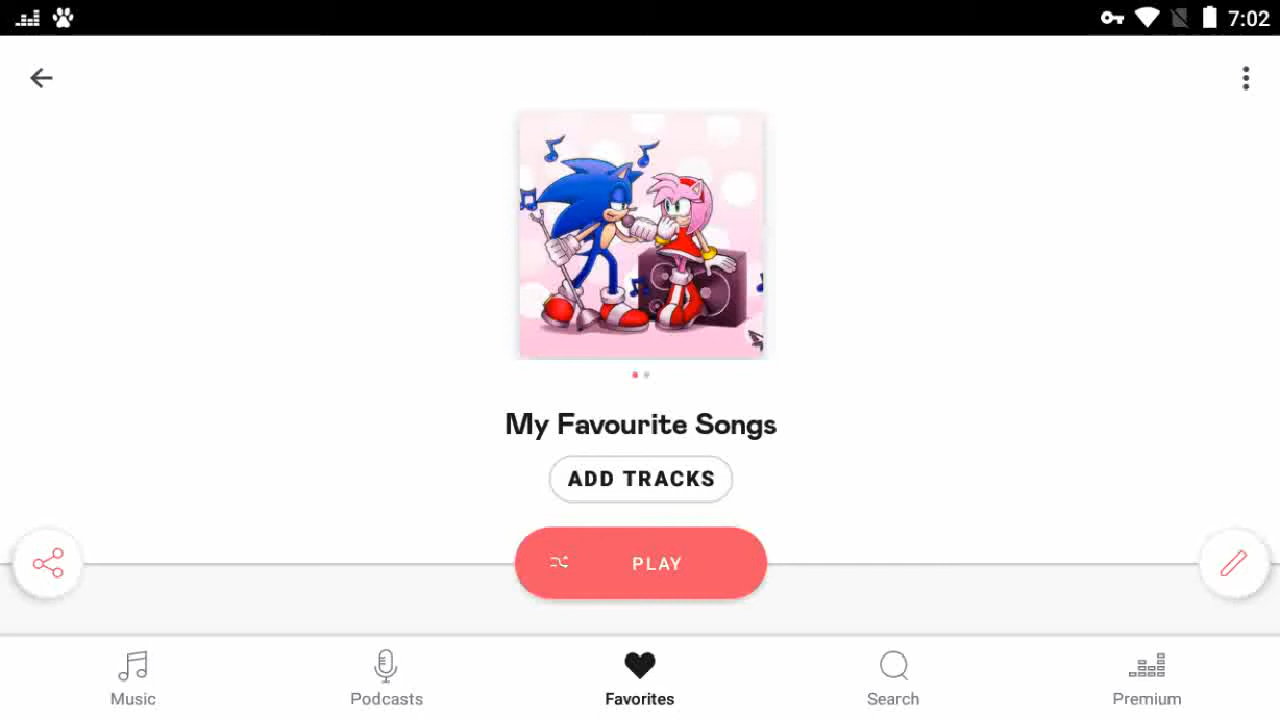 7:02
My Favourite Songs
ADD TRACKS
PLAY
Music
Podcasts
Favorites
Search
Premium